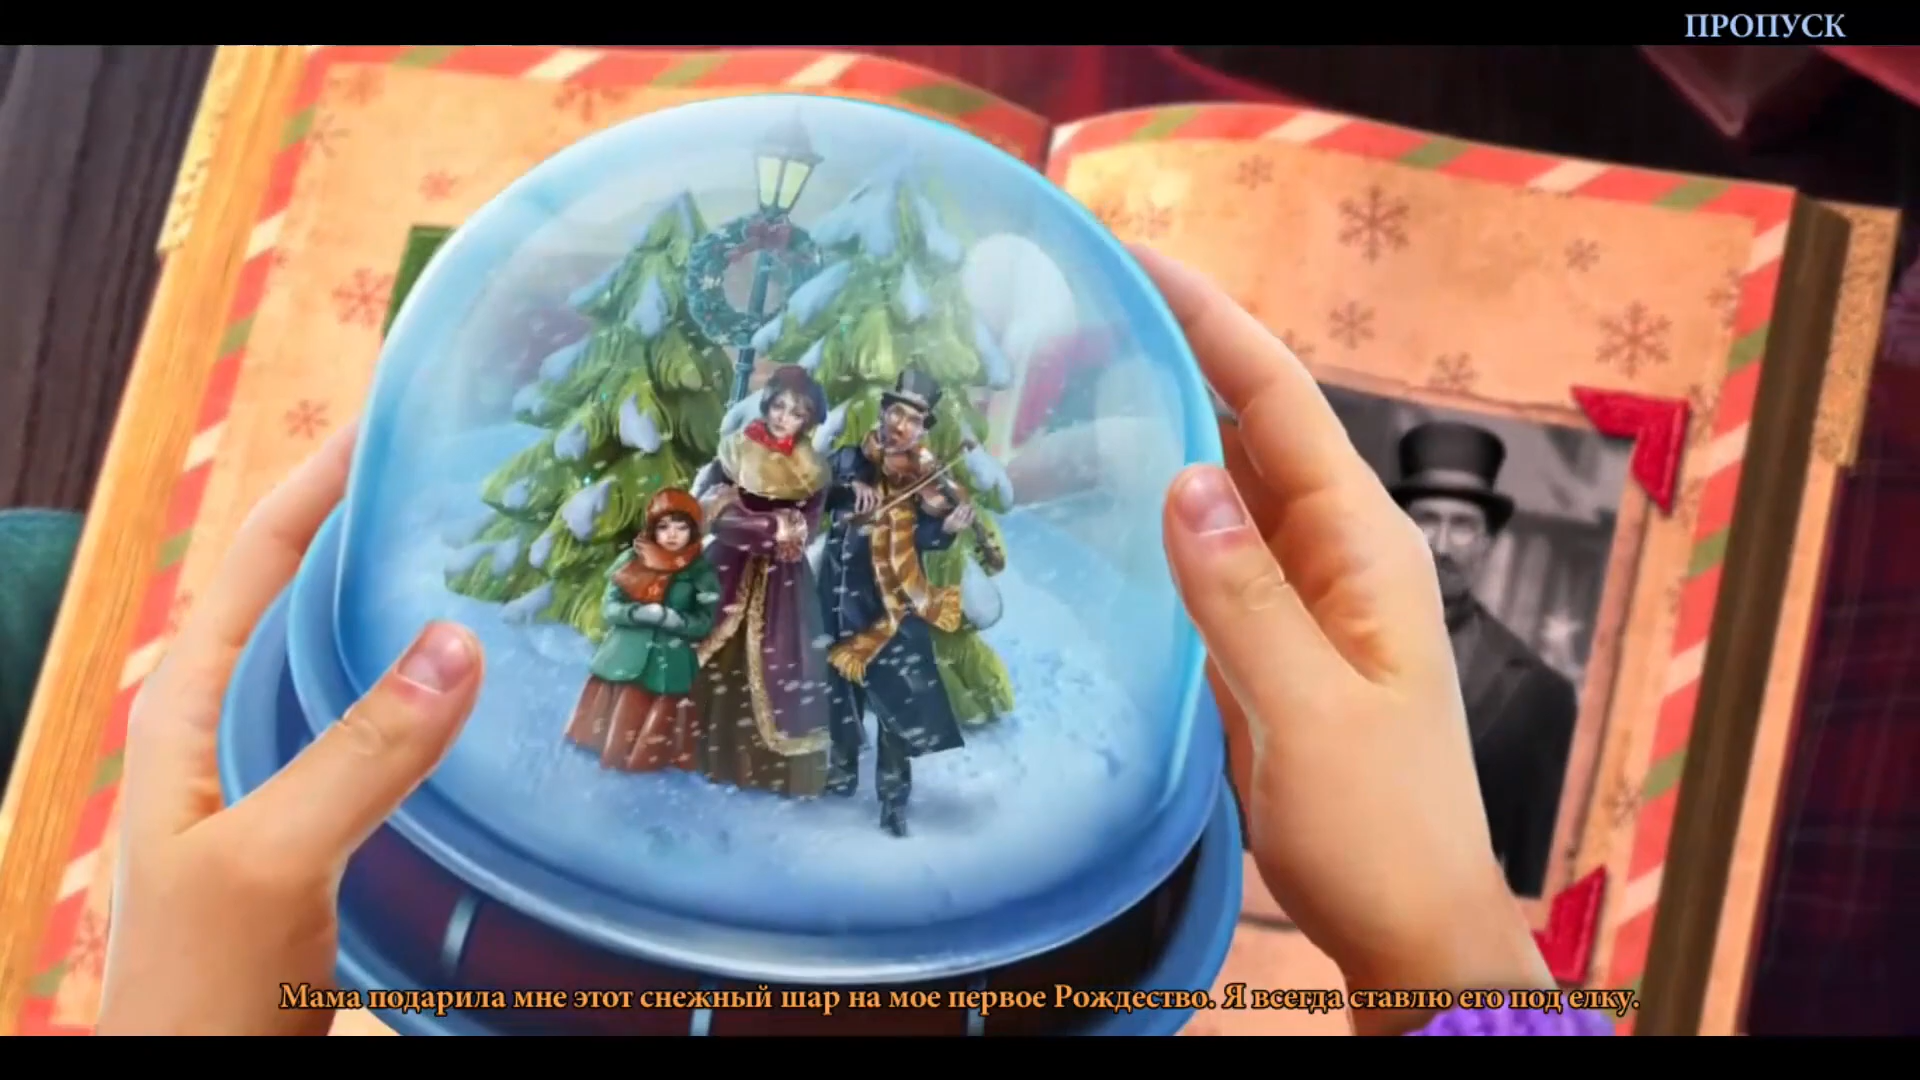 ПРОПУСК
Мама подарила мне этот снежный шар на мое первое Рождество. Я всегда ставлю его под елку.